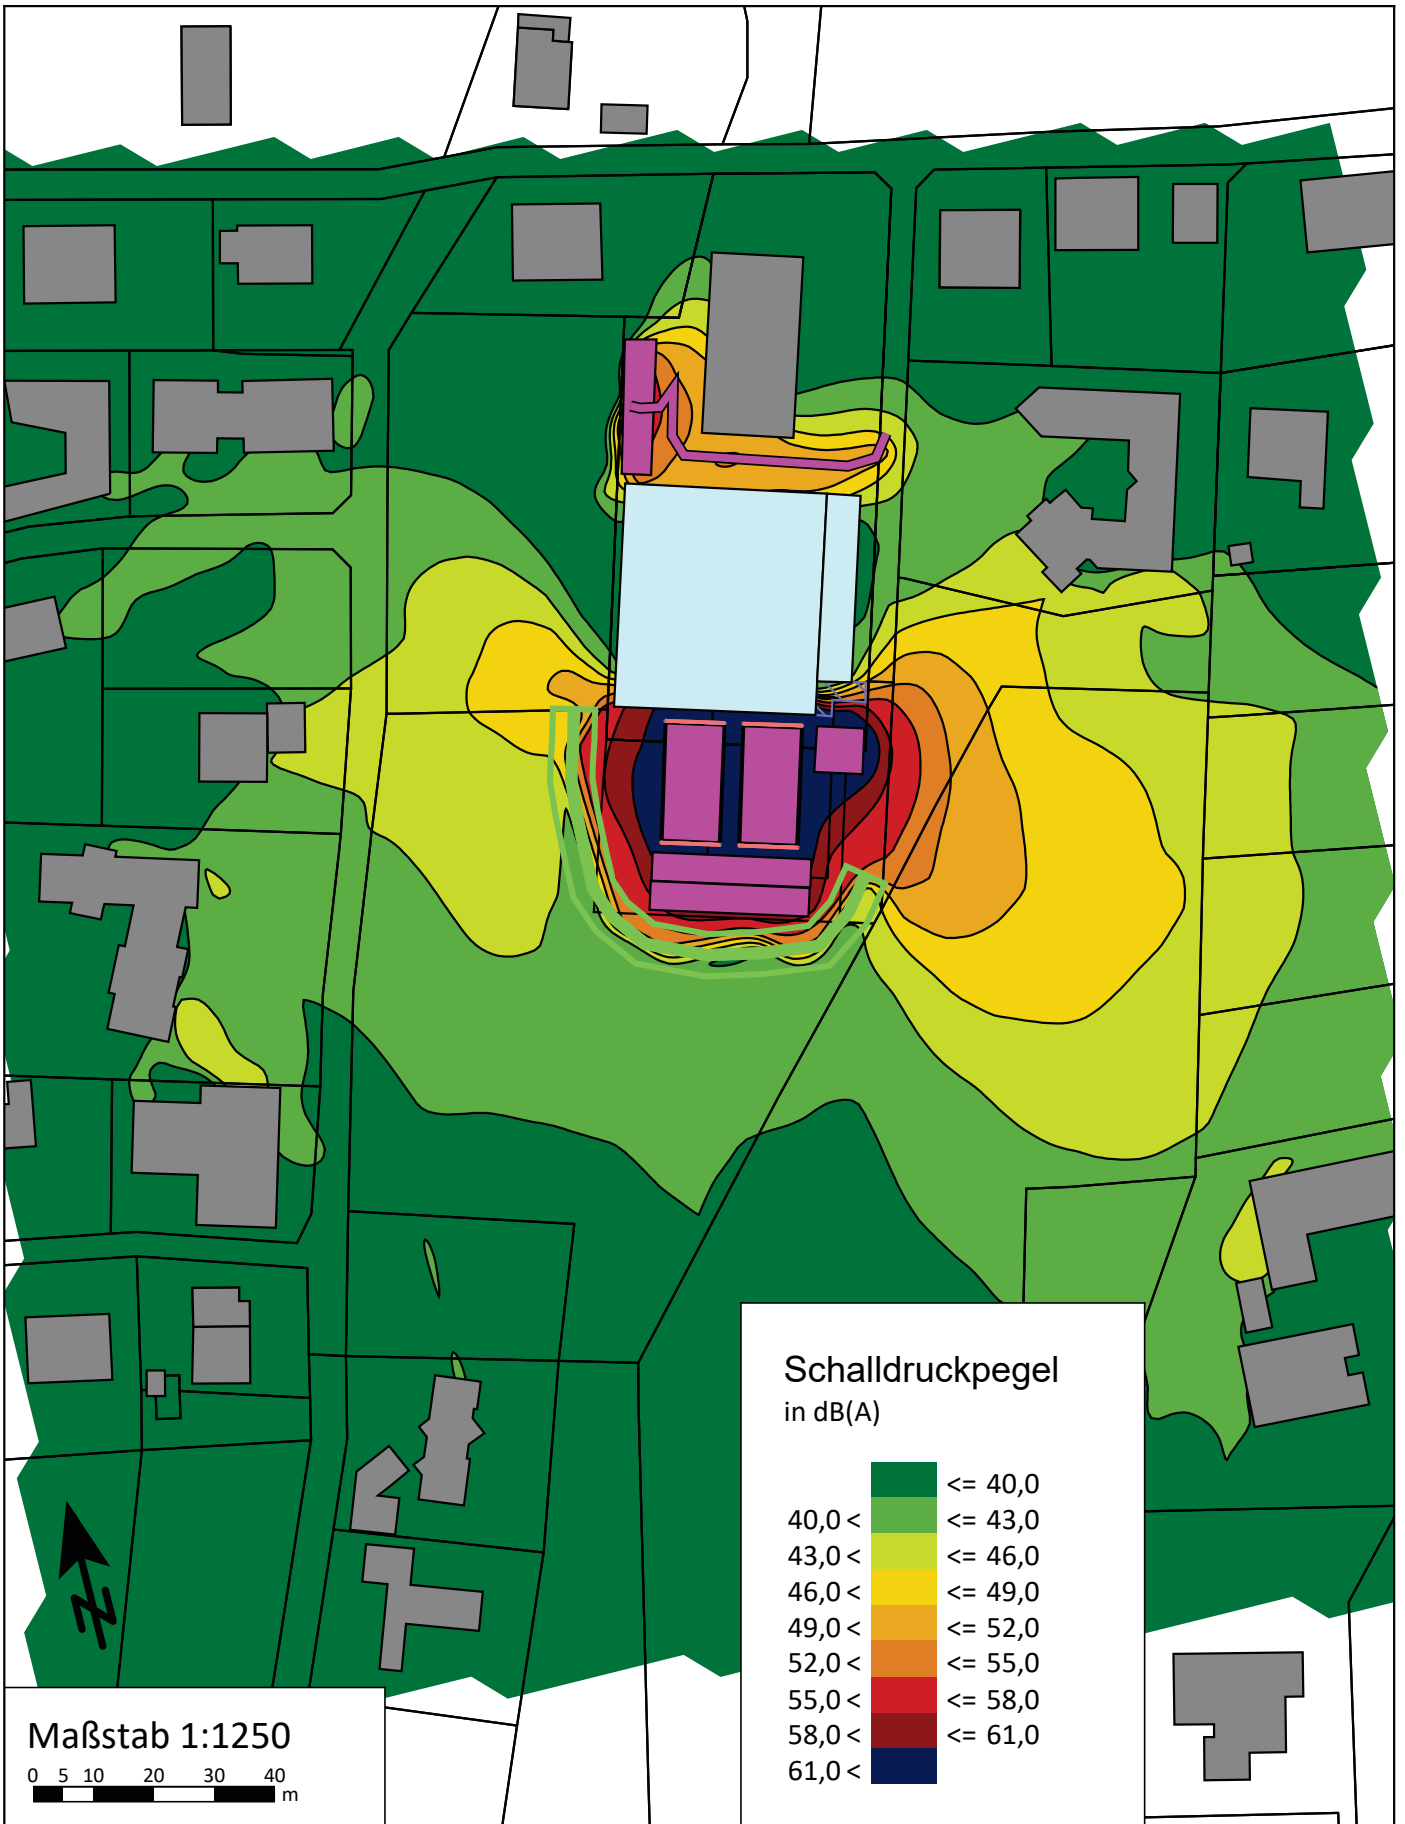 Schalldruckpegel
in dB(A)
<= 40,0
40,0 < <= 43,0
43,0 < <= 46,0
46,0 < <= 49,0
49,0 < <= 52,0
52,0 < <= 55,0
55,0 < <= 58,0
58,0 < <= 61,0
61,0 <
Maßstab 1:1250
0 5 10 20 30 40
m